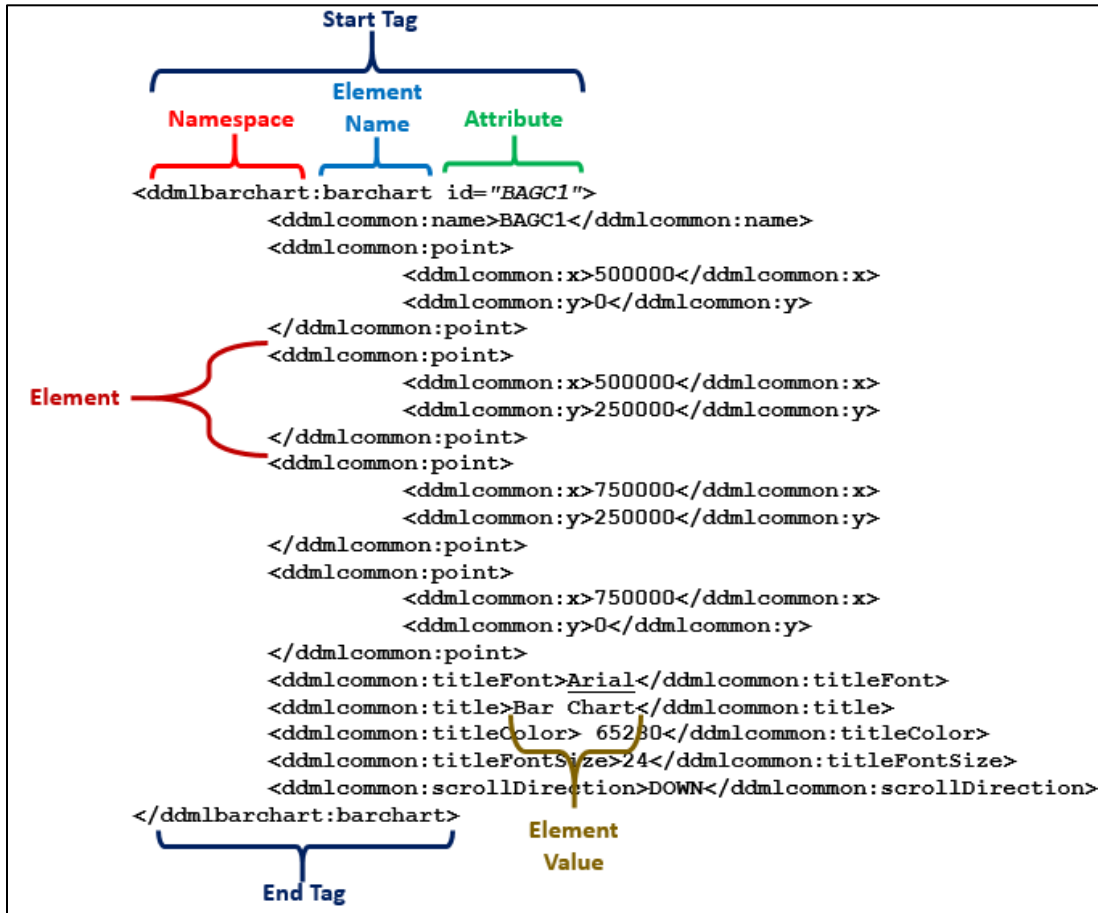 Start Tag
Element
Name
Namespace
Attribute
<ddmlbarchart:barchart id="BAGC1">
<ddmlcommon:name>BAGC1</ddmlcommon:name>
<ddmlcommon:point>
<ddmlcommon:x>500000</ddmlcommon:x>
<ddmlcommon:y>0</ddmlcommon:y>
</ddmlcommon:point>
<ddmlcommon:point>
<ddmlcommon:x>500000</ddmlcommon:x>
Element
<ddmlcommon:y>250000</ddmlcommon:y>
</ddmlcommon:point>
<ddmlcommon:point>
<ddmlcommon:x>750000</ddmlcommon:x>
<ddmlcommon:y>250000</ddmlcommon:y>
</ddmlcommon:point>
<ddmlcommon:point>
<ddmlcommon:x>750000</ddmlcommon:x>
<ddmlcommon:y>0</ddmlcommon:y>
</ddmlcommon:point>
<ddmlcommon:titleFont>Arial</ddmlcommon:titleFont>
<ddmlcommon:title>Bar Chart</ddmlcommon:title>
<ddmlcommon:titleColor> 65280</ddmlcommon:titleColor>
<ddmlcommon:titleFontSize>24</ddmlcommon:titleFontSize>
<ddmlcommon:scrollDirection>DOWN</ddmlcommon:scrollDirection>
</ddmlbarchart:barchart>
Element
Value
End Tag